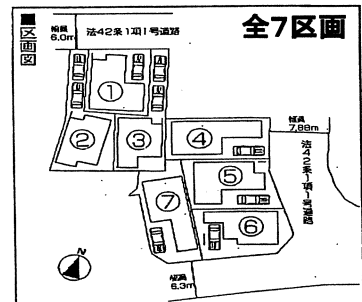 ■区画図
全7区画
幅員
6.0m
法42条1項1号道路
①
②
③
④
⑤
⑥
⑦
幅員
7.88m
法42条1項1号道路
幅員
6.3m
N